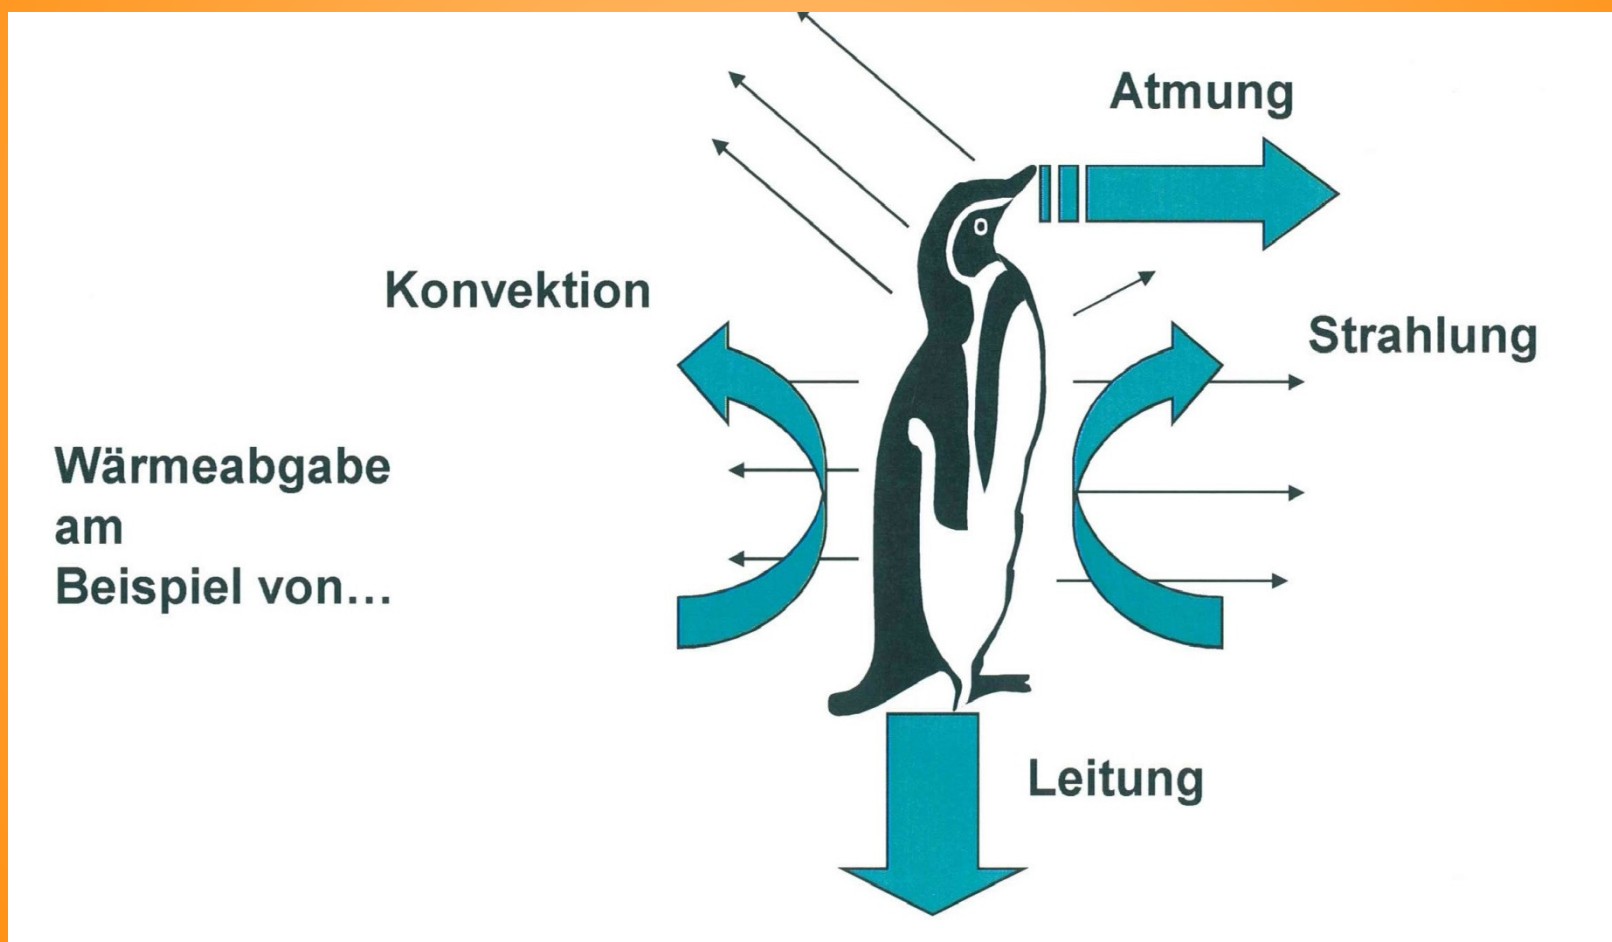 Atmung
Konvektion
Strahlung
Wärmeabgabe
am
Beispiel von...
Leitung